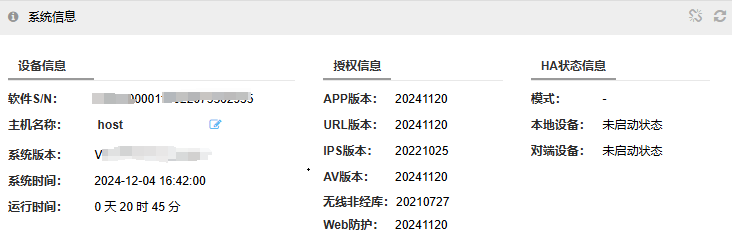 系统信息
设备信息
软件S/N：
主机名称： host
系统版本： V
系统时间： 2024-12-04 16:42:00
运行时间： 0 天 20 时 45 分
授权信息
APP版本： 20241120
URL版本： 20241120
IPS版本： 20221025
AV版本： 20241120
无线非经库： 20210727
Web防护： 20241120
HA状态信息
模式： -
本地设备： 未启动状态
对端设备： 未启动状态